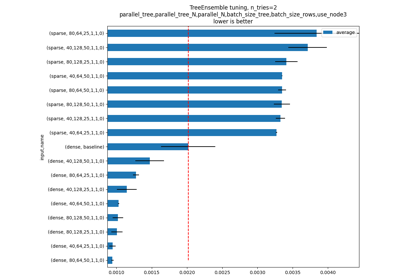 TreeEnsemble tuning, n_tries=2
parallel_tree,parallel_tree_N,parallel_N,batch_size_tree,batch_size_rows,use_node3
lower is better
average
input,name
(sparse, 80,64,25,1,1,0)
(sparse, 40,128,50,1,1,0)
(sparse, 80,128,25,1,1,0)
(sparse, 40,64,50,1,1,0)
(sparse, 80,64,50,1,1,0)
(sparse, 80,128,50,1,1,0)
(sparse, 40,128,25,1,1,0)
(sparse, 40,64,25,1,1,0)
(dense, baseline)
(dense, 40,128,50,1,1,0)
(dense, 80,64,25,1,1,0)
(dense, 40,128,25,1,1,0)
(dense, 40,64,50,1,1,0)
(dense, 80,128,50,1,1,0)
(dense, 80,128,25,1,1,0)
(dense, 40,64,25,1,1,0)
(dense, 80,64,50,1,1,0)
0.0010 0.0015 0.0020 0.0025 0.0030 0.0035 0.0040